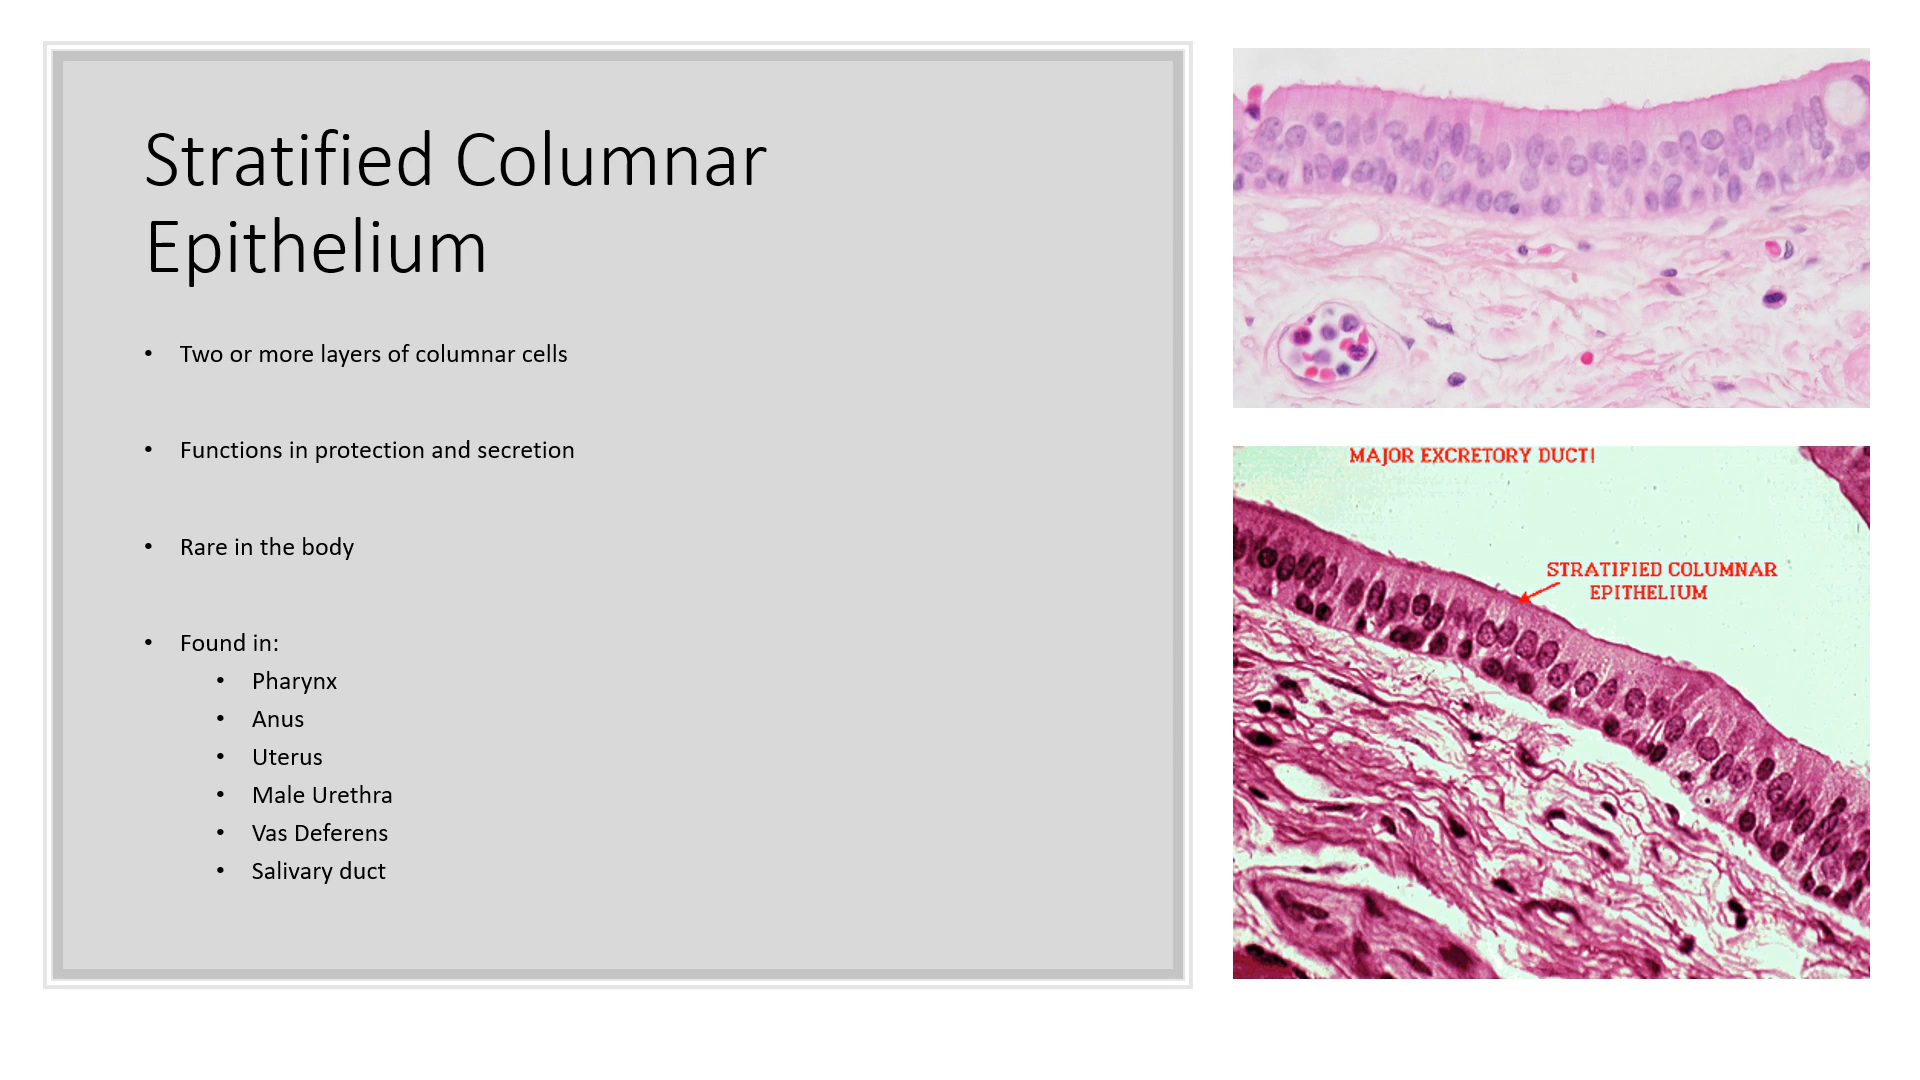 Stratified Columnar
Epithelium
• Two or more layers of columnar cells
• Functions in protection and secretion
• Rare in the body
• Found in:
• Pharynx
• Anus
• Uterus
• Male Urethra
• Vas Deferens
• Salivary duct
MAJOR EXCRETORY DUCT!
STRATIFIED COLUMNAR
EPITHELIUM